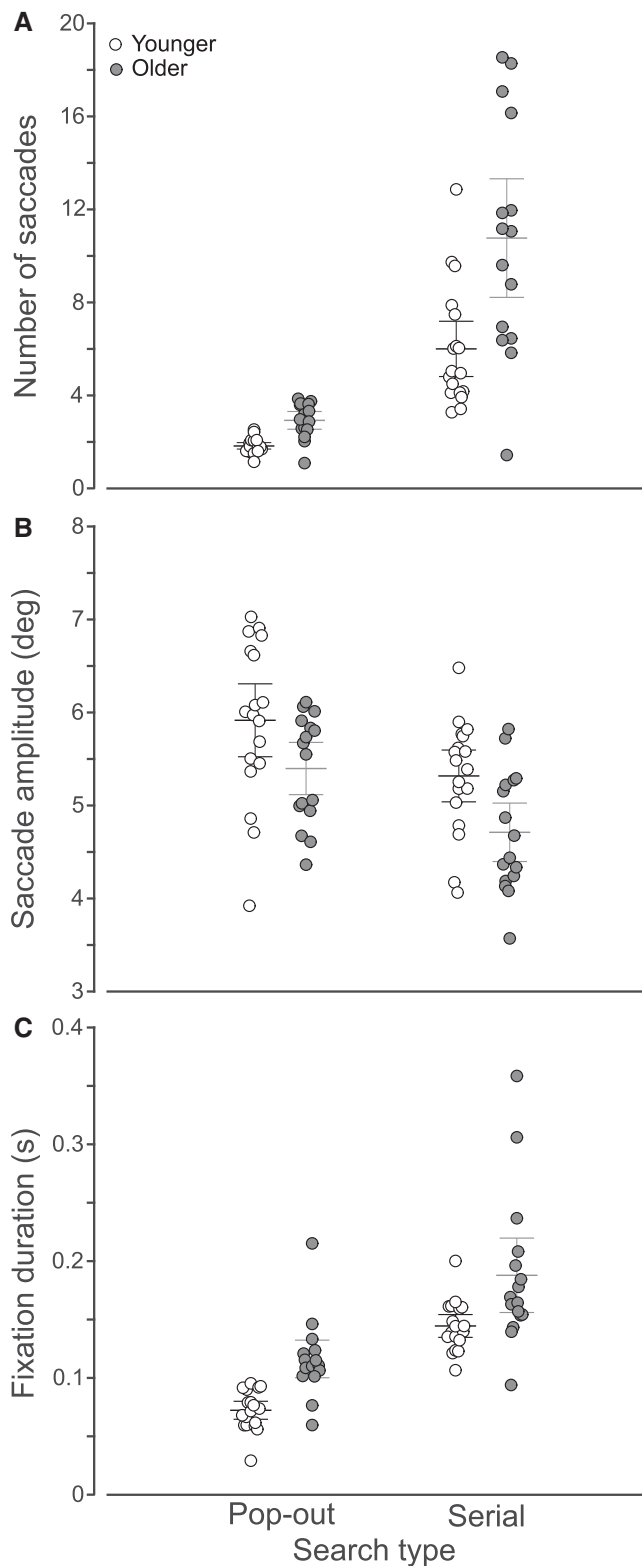 A
20
Younger
Older
16
12
8
4
0
Number of saccades
B
8
7
6
5
4
3
Saccade amplitude (deg)
C
0.4
0.3
0.2
0.1
0
Fixation duration (s)
Pop-out Serial
Search type